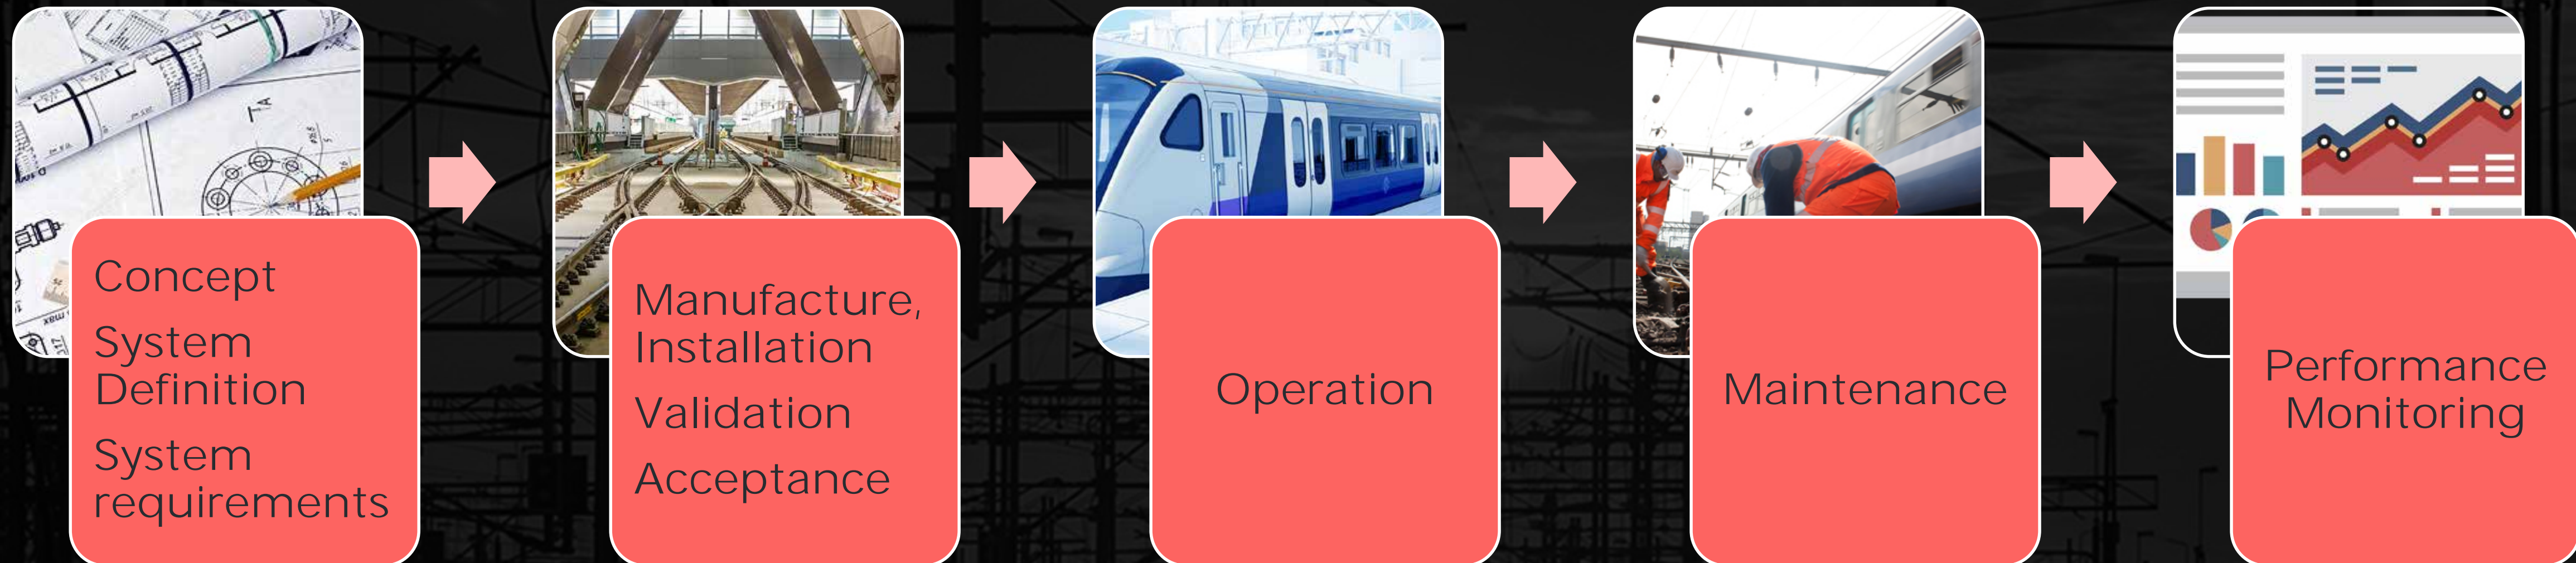 Concept
System
Definition
System
requirements
Manufacture,
Installation
Validation
Acceptance
Operation
Maintenance
Performance
Monitoring